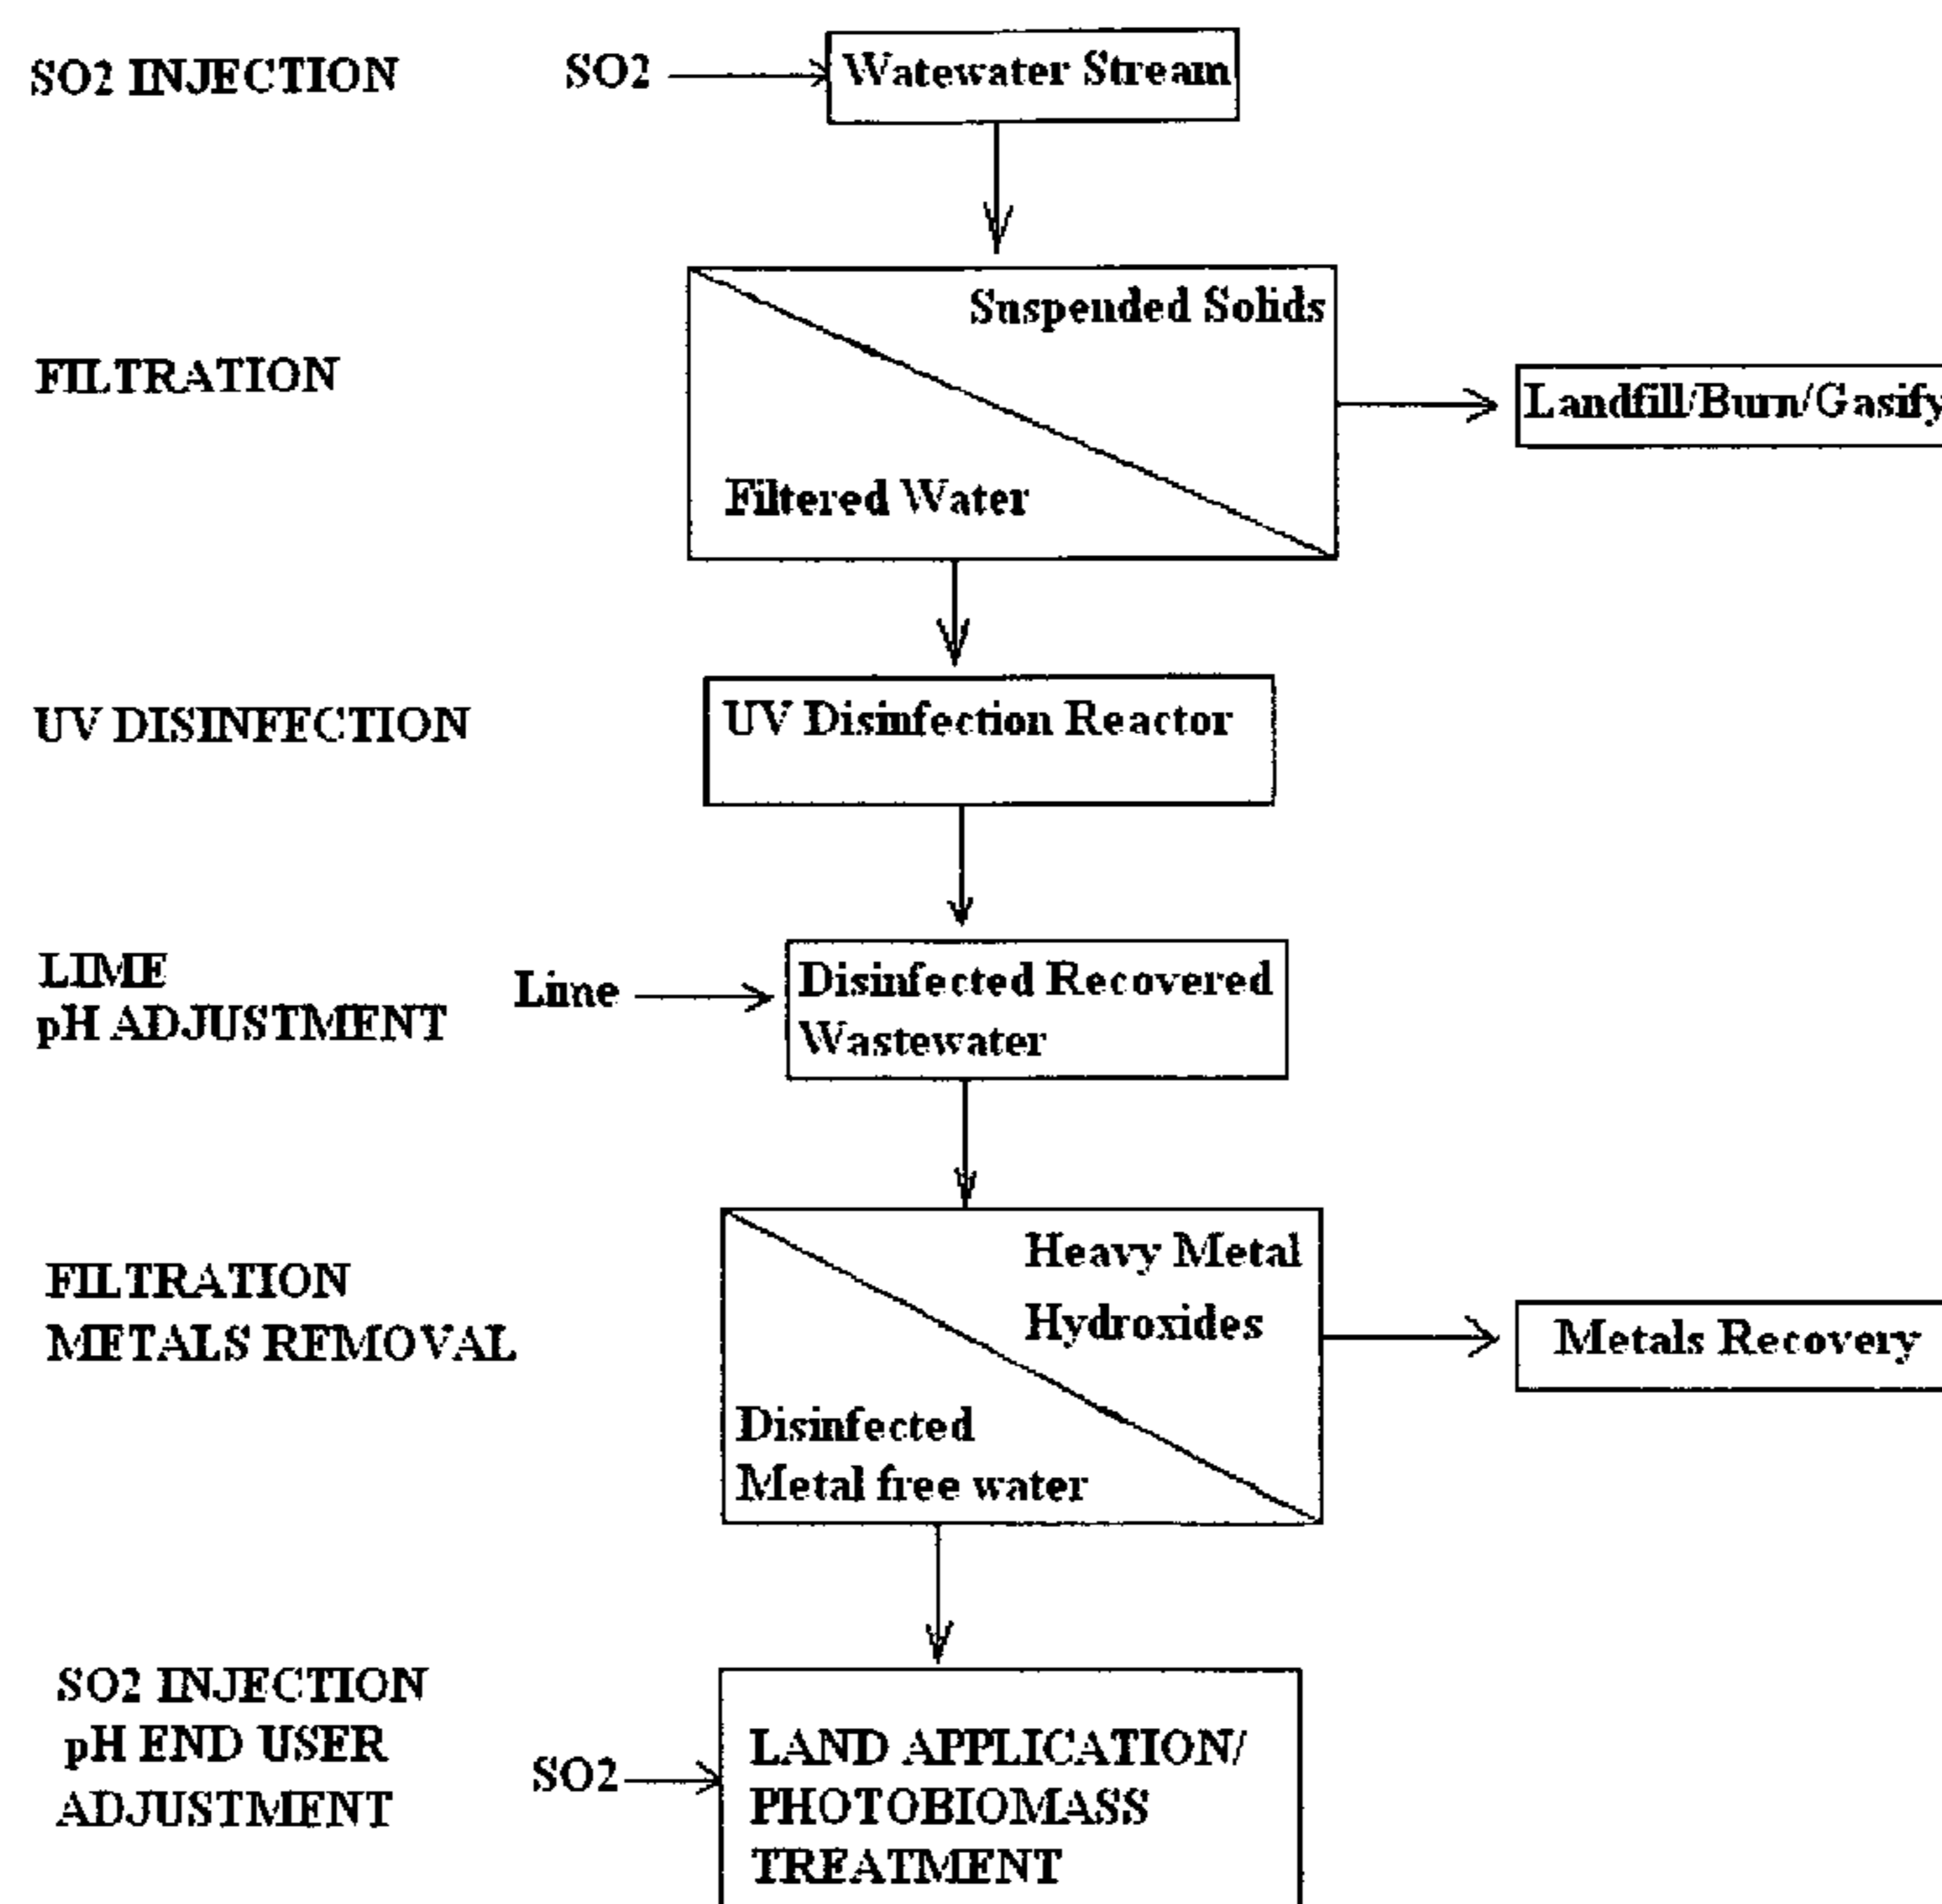 SO2 INJECTION
SO2
Watewater Stream
Suspended Solids
FILTRATION
Landfill/Burn/Gasify
Filtered Water
UV DISINFECTION
UV Disinfection Reactor
LIME
pH ADJUSTMENT
Lime
Disinfected Recovered
Wastewater
Heavy Metal
Hydroxides
FILTRATION
METALS REMOVAL
Metals Recovery
Disinfected
Metal free water
SO2 INJECTION
pH END USER
ADJUSTMENT
SO2
LAND APPLICATION/
PHOTOBIOMASS
TREATMENT